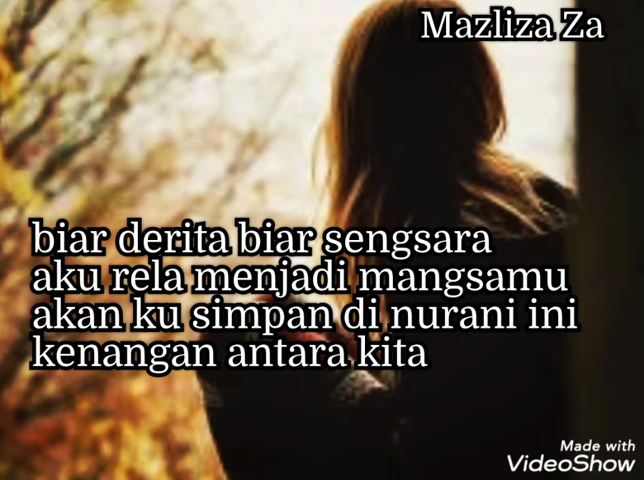 Mazliza Za
biar derita biar sengsara
aku rela menjadi mangsamu
akan ku simpan di nurani ini
kenangan antara kita
Made with
VideoShow